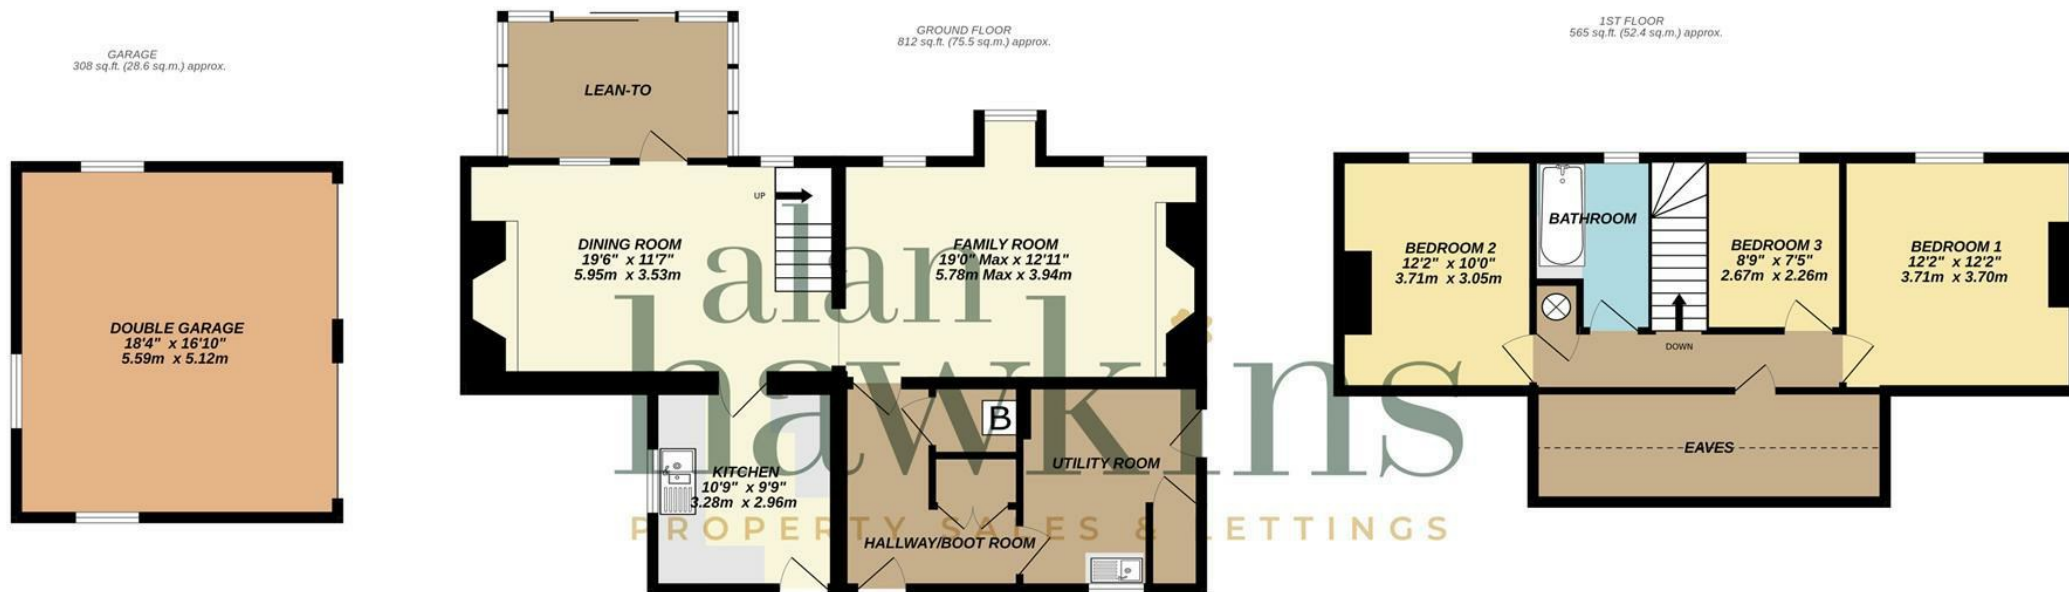 GARAGE
308 sq.ft. (28.6 sq.m.) approx.
GROUND FLOOR
812 sq.ft. (75.5 sq.m.) approx.
1ST FLOOR
565 sq.ft. (52.4 sq.m.) approx.
DOUBLE GARAGE
18'4" x 16'10"
5.59m x 5.12m
LEAN-TO
UP
DINING ROOM
19'6" x 11'7"
5.95m x 3.53m
FAMILY ROOM
19'0" Max x 12'11"
5.78m Max x 3.94m
KITCHEN
10'9" x 9'9"
3.28m x 2.96m
B
UTILITY ROOM
HALLWAY/BOOT ROOM
BEDROOM 2
12'2" x 10'0"
3.71m x 3.05m
BATHROOM
BEDROOM 3
8'9" x 7'5"
2.67m x 2.26m
BEDROOM 1
12'2" x 12'2"
3.71m x 3.70m
DOWN
EAVES
alan
hawkins
PROPERTY SALES & LETTINGS